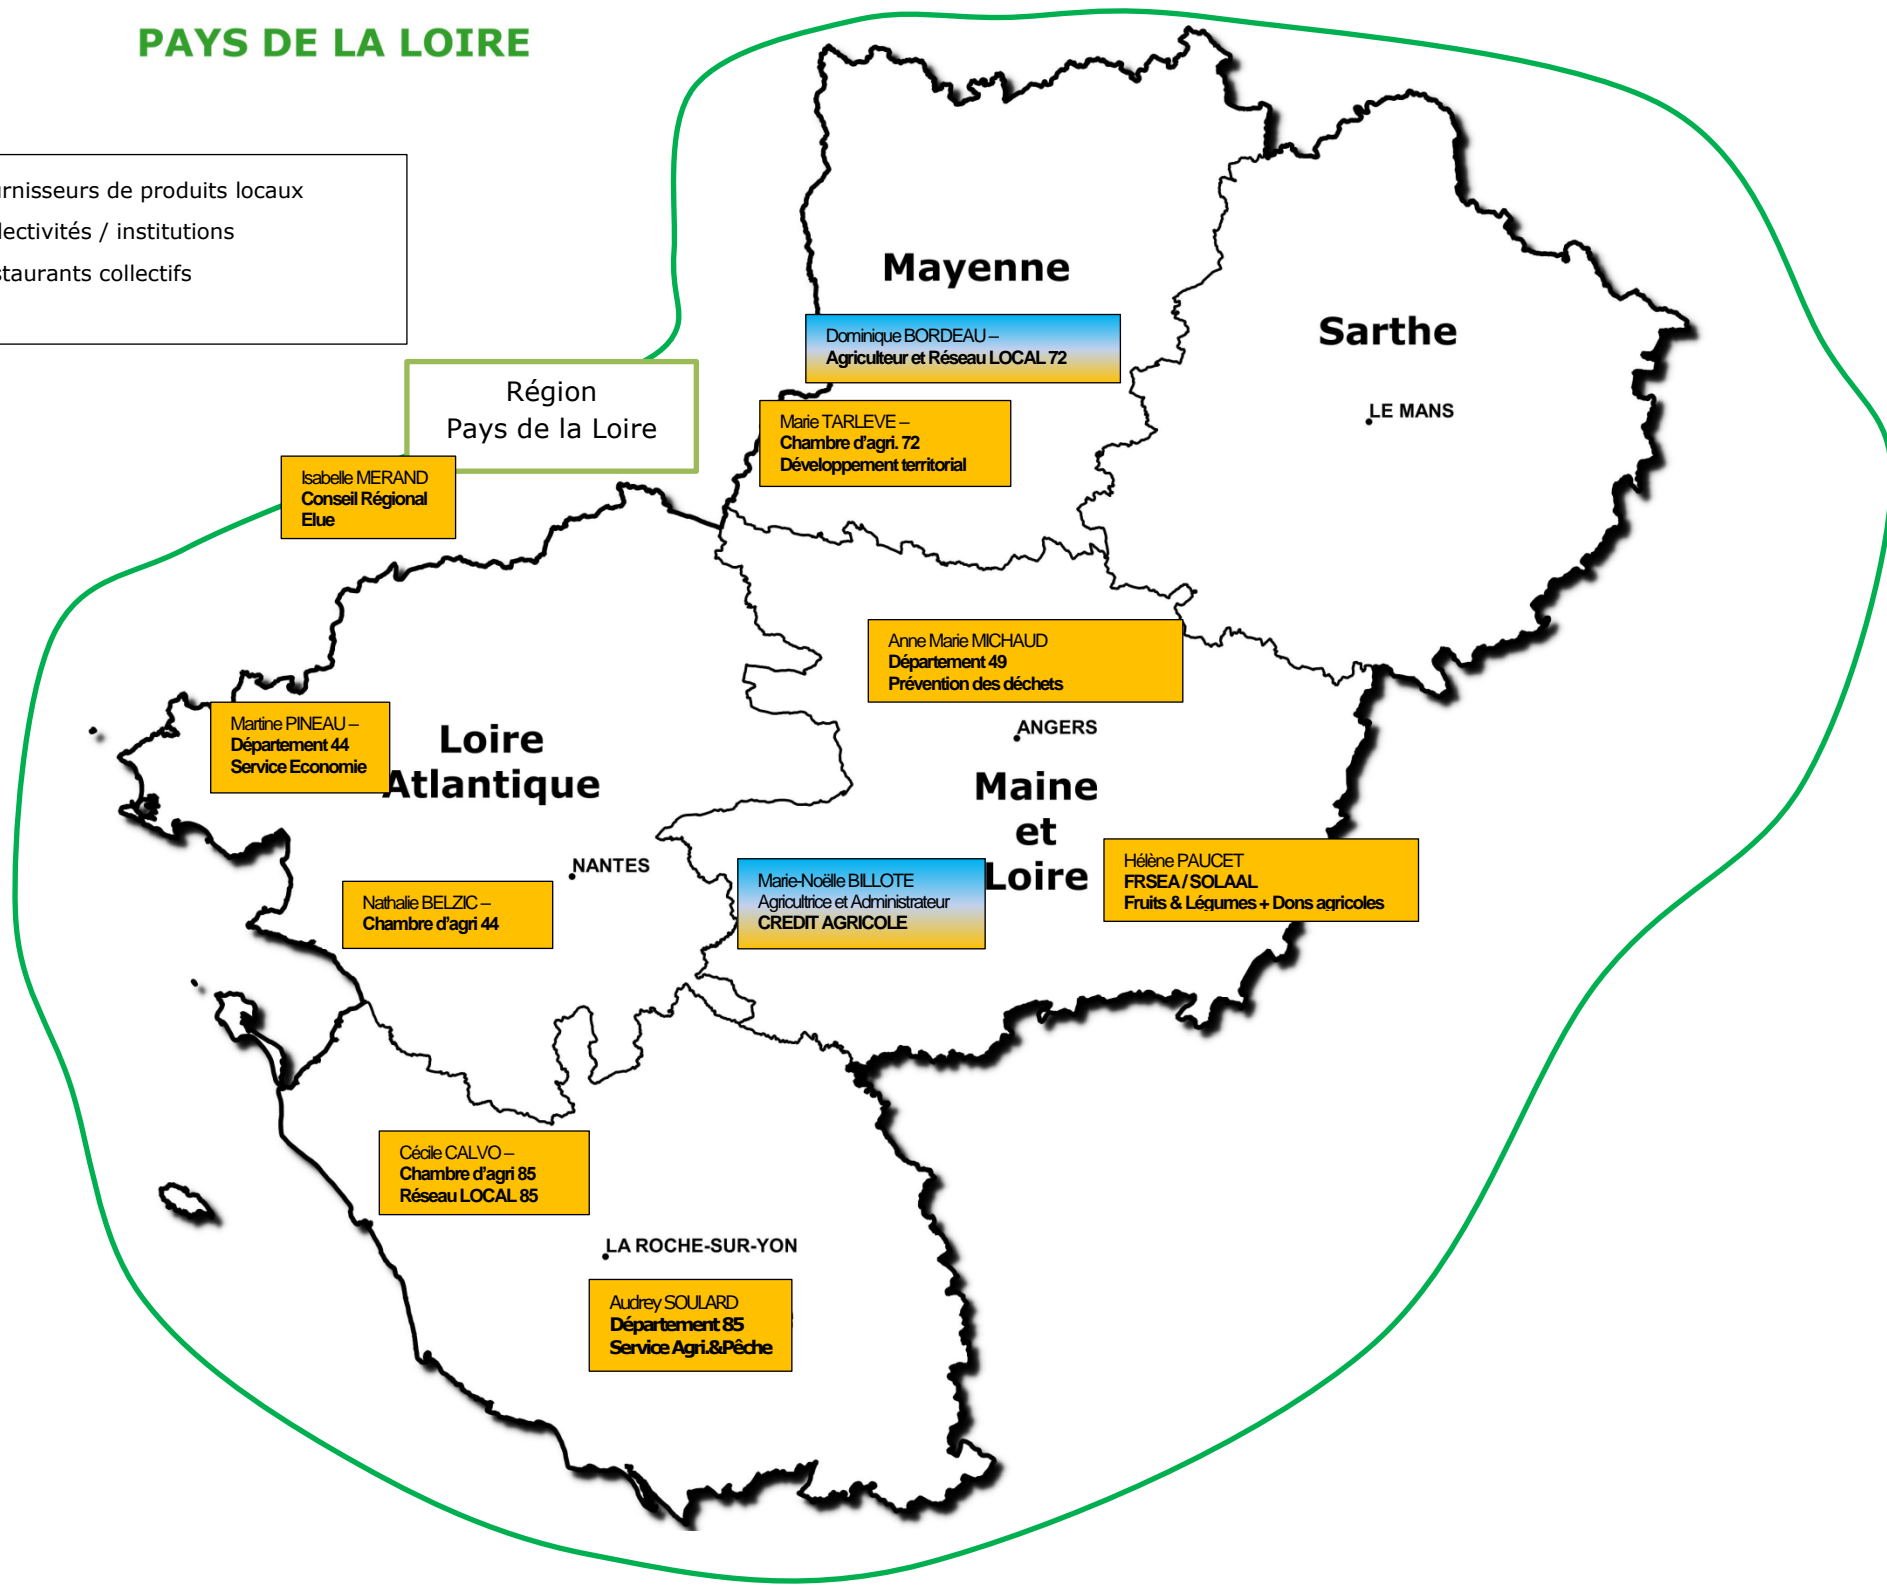 PAYS DE LA LOIRE
urnisseurs de produits locaux
lectivités / institutions
staurants collectifs
Mayenne
Sarthe
Dominique BORDEAU –
Agriculteur et Réseau LOCAL 72
LE MANS
Région
Pays de la Loire
Marie TARLEVE –
Chambre d'agri. 72
Développement territorial
Isabelle MERAND
Conseil Régional
Elue
Anne Marie MICHAUD
Département 49
Prévention des déchets
Martine PINEAU –
Département 44
Service Economie
Loire
Atlantique
ANGERS
Maine
et
Loire
NANTES
Hélène PAUCET
FRSEA / SOLAAL
Fruits & Légumes + Dons agricoles
Marie-Noëlle BILLOTE
Agricultrice et Administrateur
CREDIT AGRICOLE
Nathalie BELZIC –
Chambre d'agri 44
Cécile CALVO –
Chambre d'agri 85
Réseau LOCAL 85
LA ROCHE-SUR-YON
Audrey SOULARD
Département 85
Service Agri.&Pêche